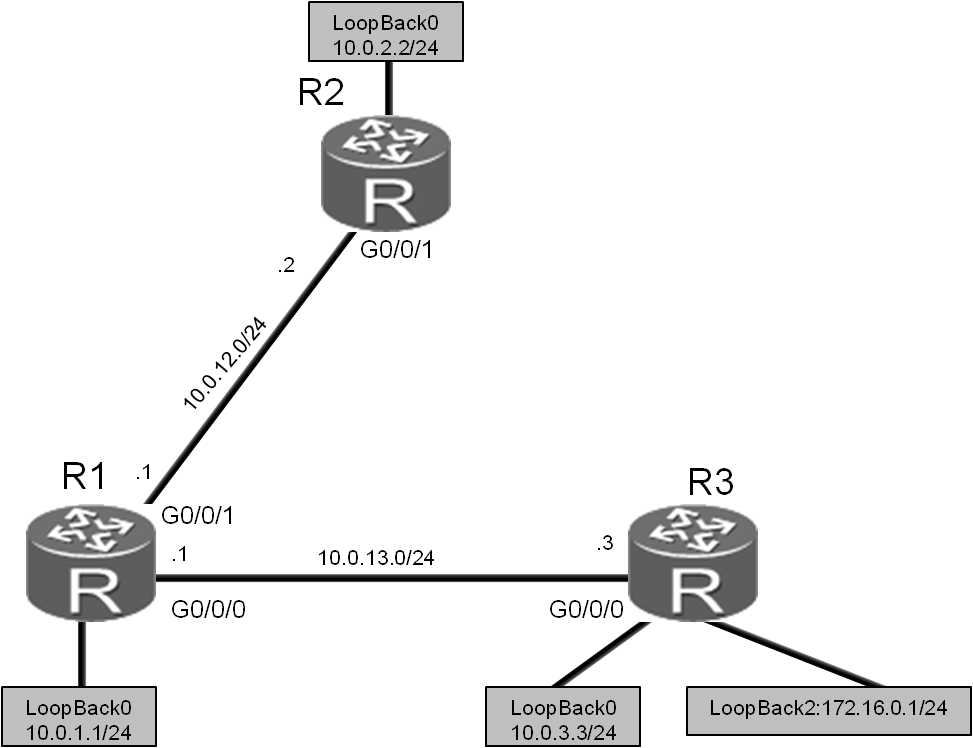 LoopBack0
10.0.2.2/24
R2
R
G0/0/1
.2
10.0.12.0/24
R1
.1
G0/0/1
R3
.1
10.0.13.0/24
.3
R
R
G0/0/0
G0/0/0
LoopBack0
10.0.1.1/24
LoopBack0
10.0.3.3/24
LoopBack2:172.16.0.1/24